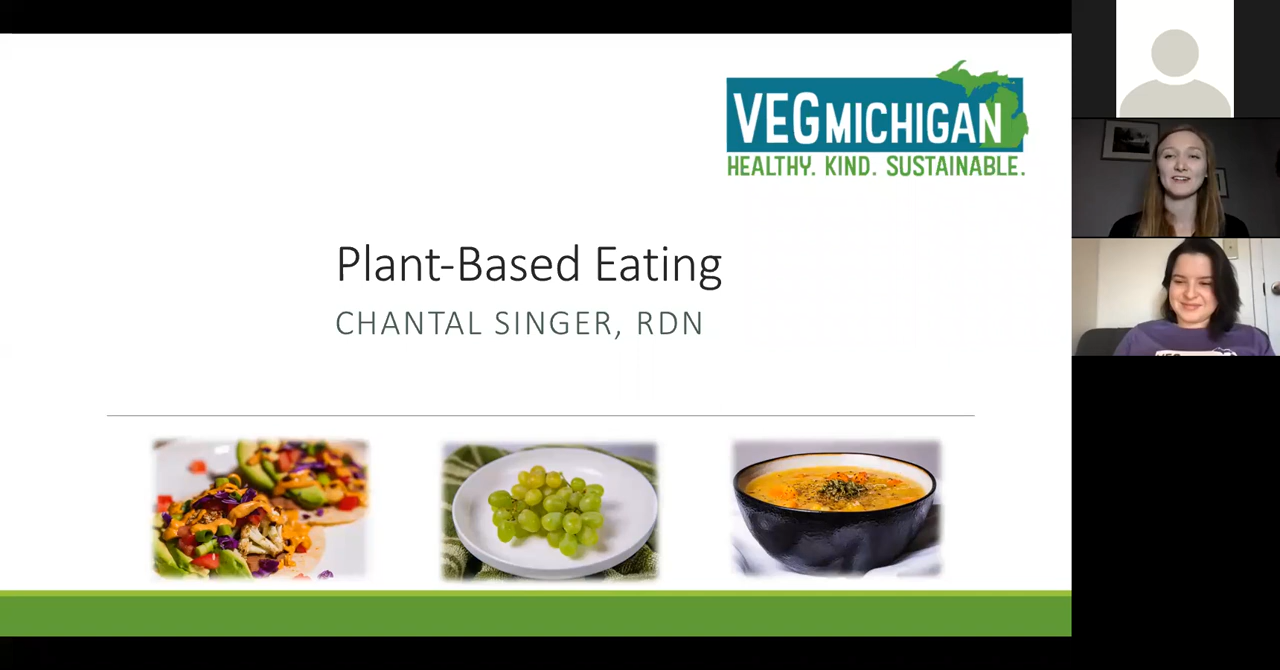 VEGMICHIGAN
HEALTHY. KIND. SUSTAINABLE.
Plant-Based Eating
CHANTAL SINGER, RDN